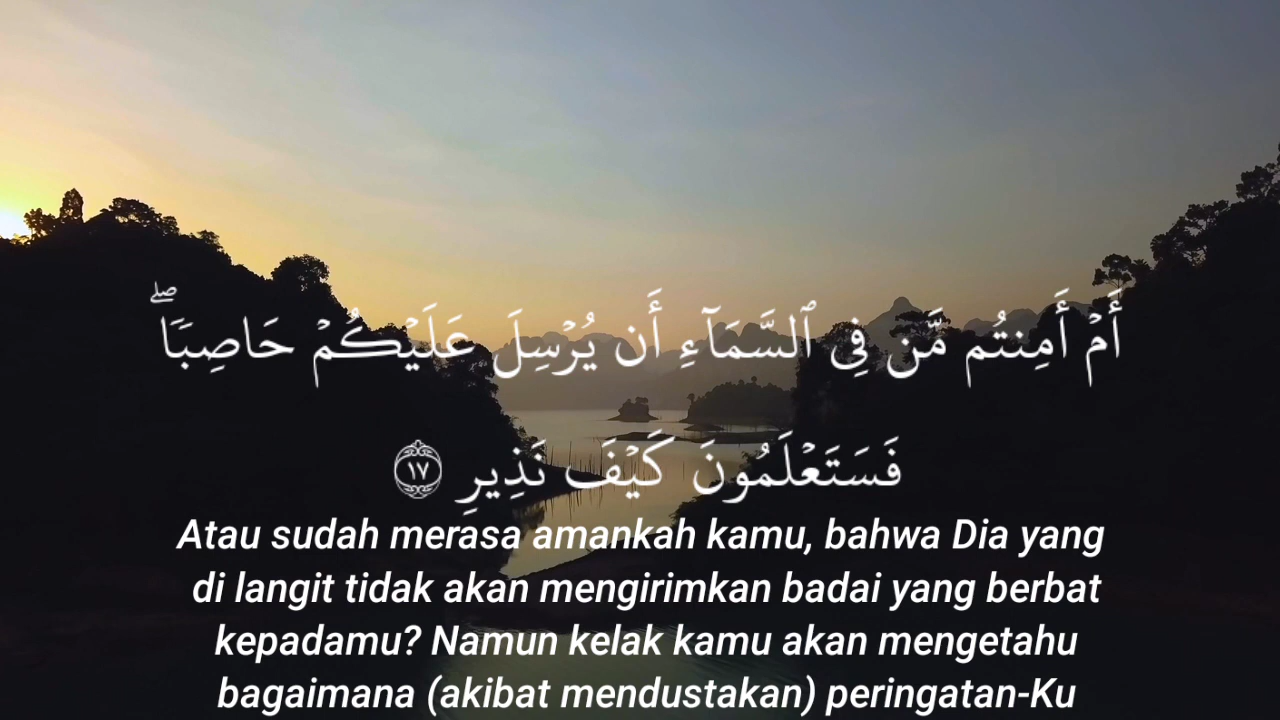 أَمْ أَمِنتُم مَّن فِى ٱلسَّمَآءِ أَن يُرْسِلَ عَلَيْكُمْ حَاصِبًا ۖ
فَسَتَعْلَمُونَ كَيْفَ نَذِيرِ ١٧
Atau sudah merasa amankah kamu, bahwa Dia yang
di langit tidak akan mengirimkan badai yang berbat
kepadamu? Namun kelak kamu akan mengetahu
bagaimana (akibat mendustakan) peringatan-Ku